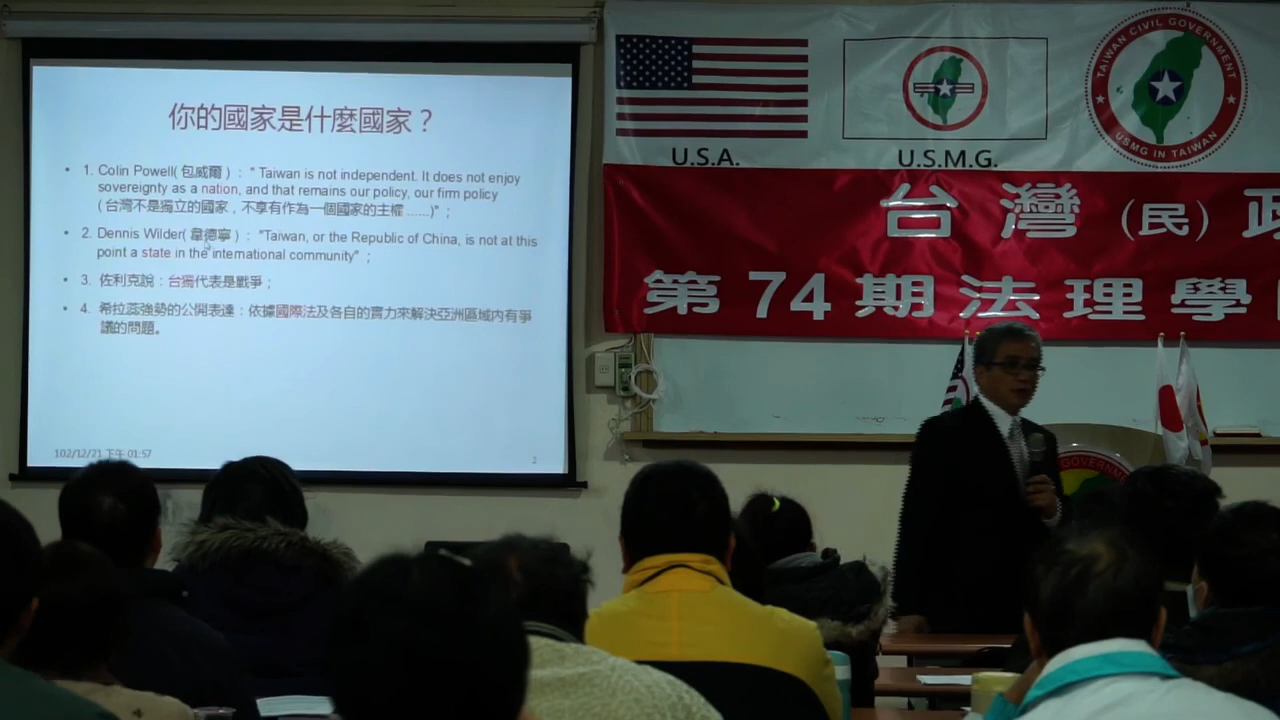 你的國家是什麼國家？
• 1. Colin Powell( 包威爾 ) : " Taiwan is not independent. It does not enjoy
sovereignty as a nation, and that remains our policy, our firm policy
( 台灣不是獨立的國家，不享有作為一個國家的主權 ......)" ;
• 2. Dennis Wilder( 韋德寧 ) : "Taiwan, or the Republic of China, is not at this
point a state in the international community" ;
• 3. 佐利克說：台獨代表是戰爭；
• 4. 希拉蕊強勢的公開表達：依據國際法及各自的實力來解決亞洲區域內有爭
議的問題。
102/12/21 下午 01:57
2
U.S.A.
U.S.M.G.
TAIWAN CIVIL GOVERNMENT
USMG IN TAIWAN
台灣(民)政
第74期法理學